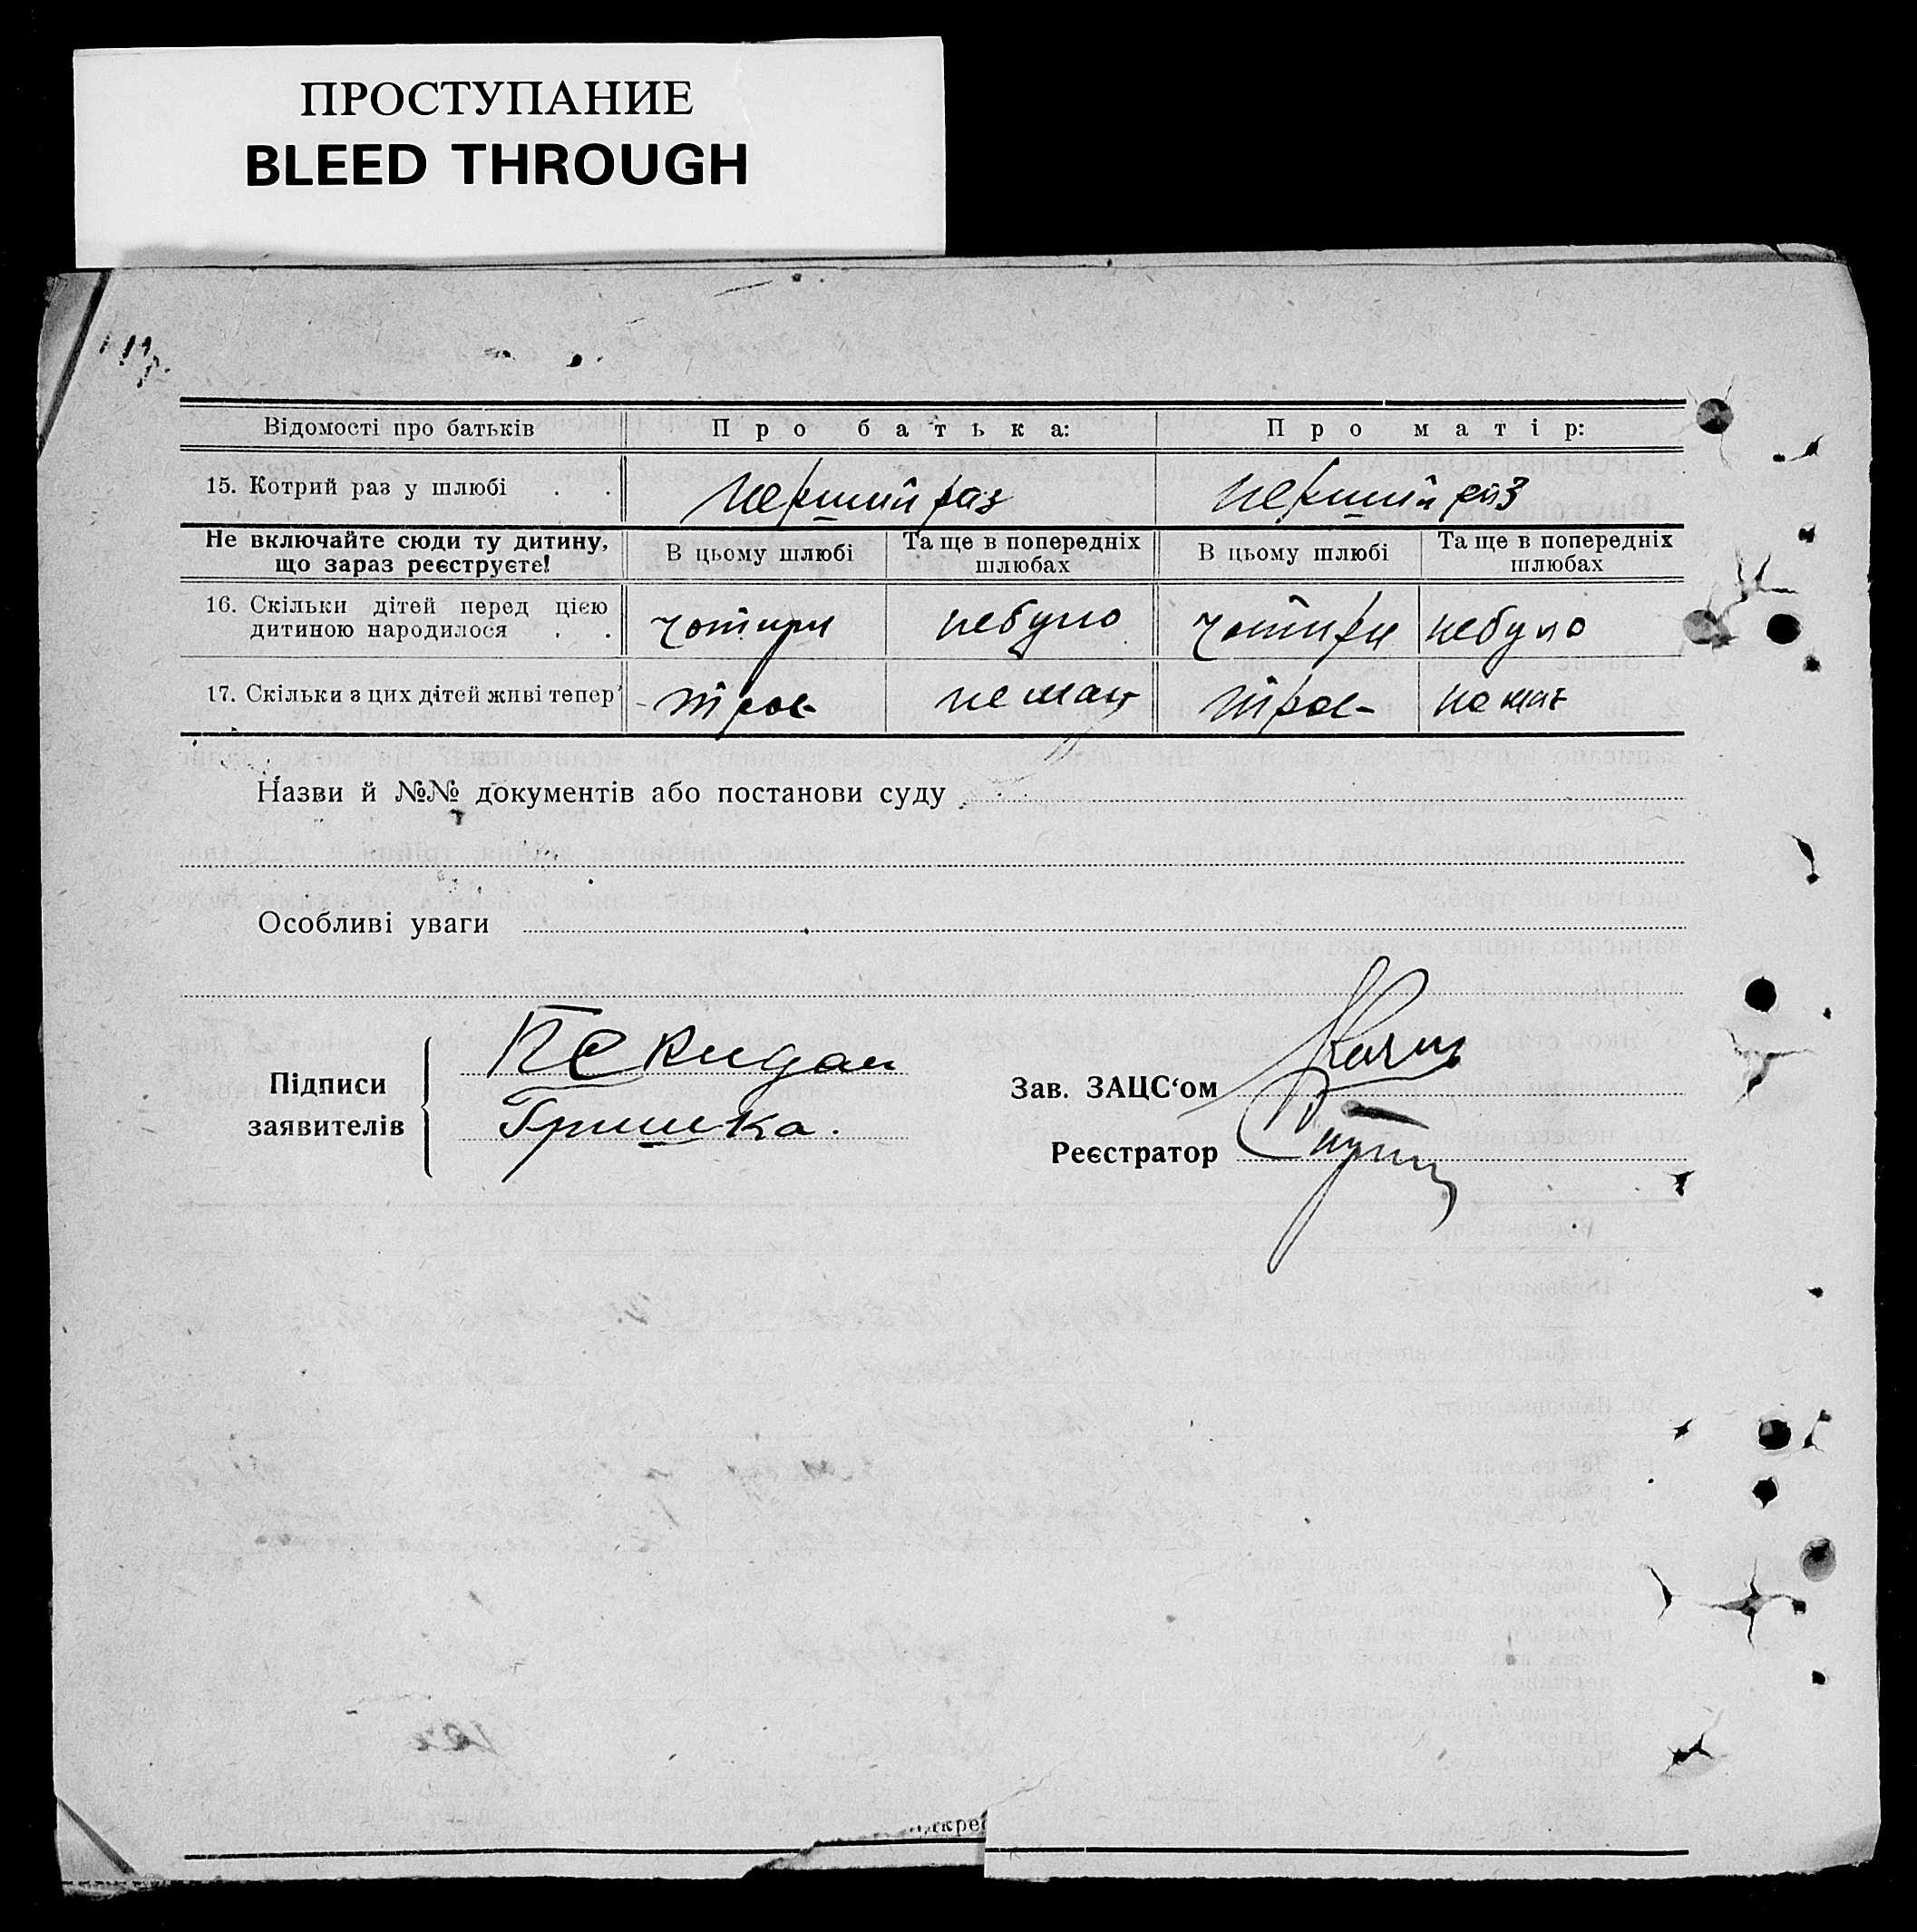 ПРОСТУПАНИЕ
BLEED THROUGH
Відомості про батьків Про батька: Про матір:
15. Котрий раз у шлюбі . . перший раз перший раз
Не включайте сюди ту дитину, що зараз реєструєте! В цьому шлюбі Та ще в попередніх шлюбах В цьому шлюбі Та ще в попередніх шлюбах
16. Скільки дітей перед цією дитиною народилося . . чотири небуло чотири небуло
17. Скільки з цих дітей живі тепер троє немає троє немає
Назви й №№ документів або постанови суду
Особливі уваги
Підписи заявителів Пекидан
Гришка.
Зав. ЗАЦС‘ом
Реєстратор